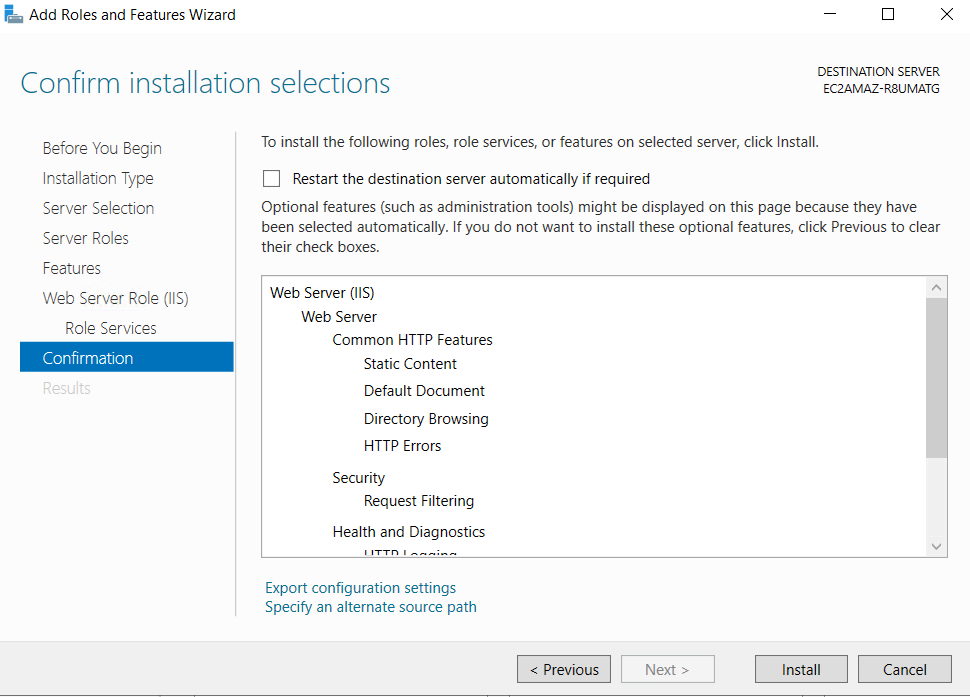 Add Roles and Features Wizard
Confirm installation selections
DESTINATION SERVER
EC2AMAZ-R8UMATG
Before You Begin
Installation Type
Server Selection
Server Roles
Features
Web Server Role (IIS)
Role Services
Confirmation
Results
To install the following roles, role services, or features on selected server, click Install.
Restart the destination server automatically if required
Optional features (such as administration tools) might be displayed on this page because they have
been selected automatically. If you do not want to install these optional features, click Previous to clear
their check boxes.
Web Server (IIS)
Web Server
Common HTTP Features
Static Content
Default Document
Directory Browsing
HTTP Errors
Security
Request Filtering
Health and Diagnostics
HTTP Logging
Export configuration settings
Specify an alternate source path
< Previous
Next >
Install
Cancel